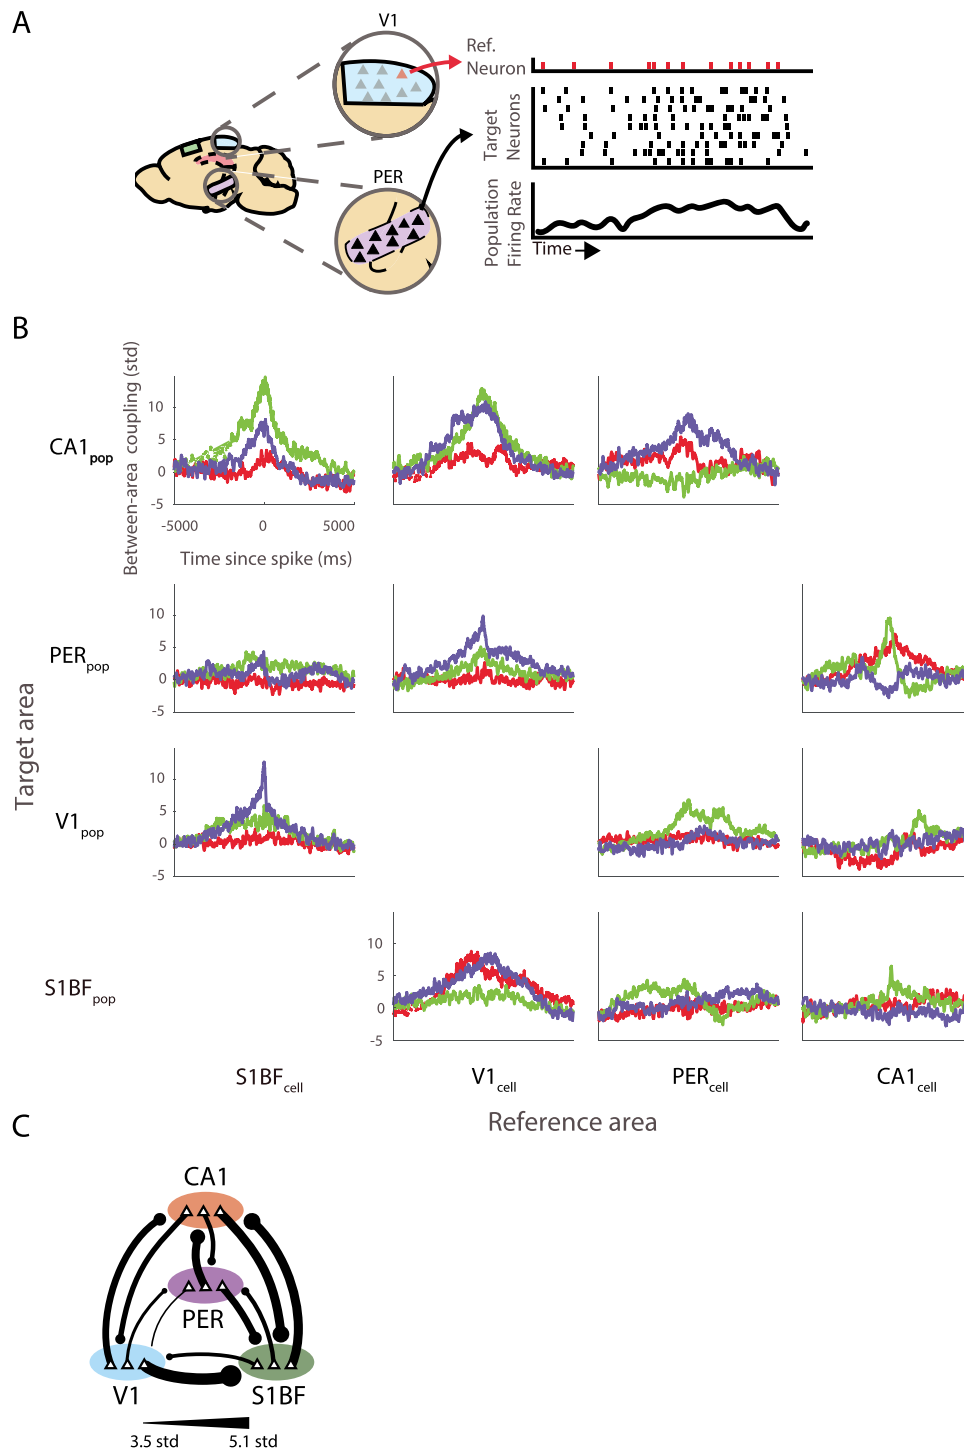 A
V1
Ref.
Neuron
Target
Neurons
PER
Population
Firing Rate
Time
B
Between-area coupling (std)
CA1pop
10
5
0
-5
-5000
0
5000
Time since spike (ms)
PERpop
10
5
0
-5
Target area
V1pop
10
5
0
-5
S1BFpop
10
5
0
-5
S1BFcell
V1cell
PERcell
CA1cell
Reference area
C
CA1
PER
V1
S1BF
3.5 std
5.1 std